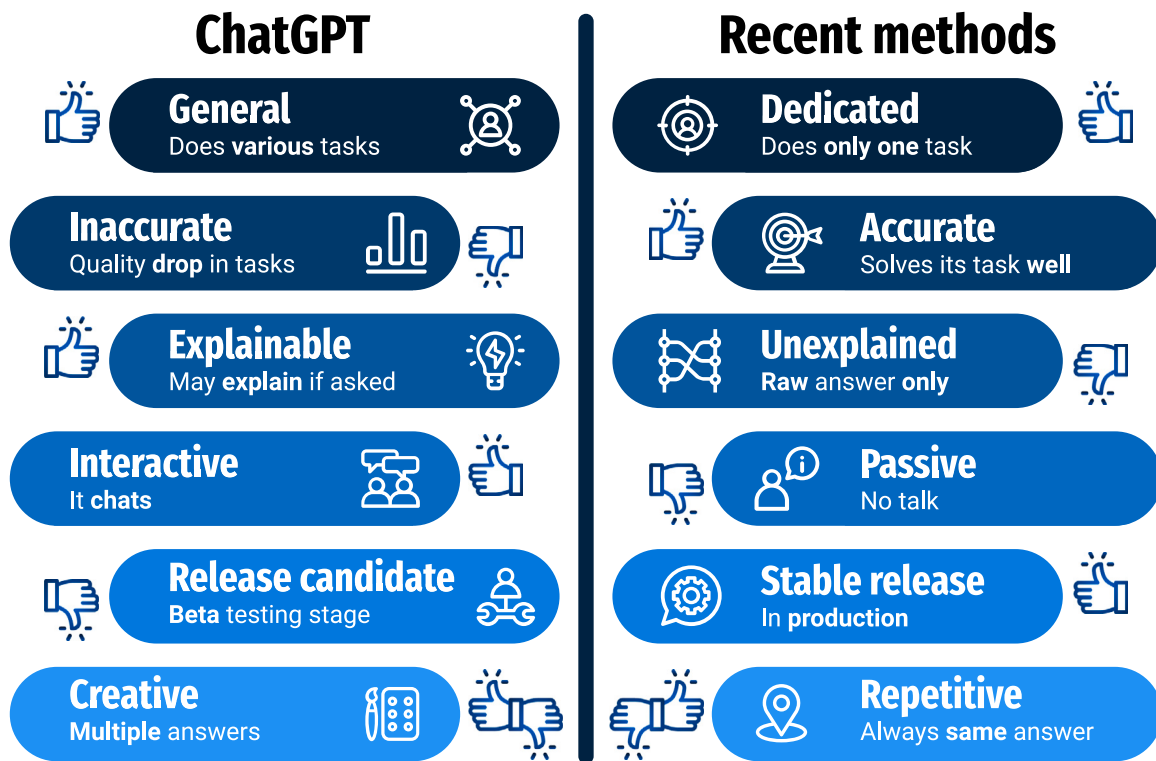 ChatGPT
General
Does various tasks
Inaccurate
Quality drop in tasks
Explainable
May explain if asked
Interactive
It chats
Release candidate
Beta testing stage
Creative
Multiple answers
Recent methods
Dedicated
Does only one task
Accurate
Solves its task well
Unexplained
Raw answer only
Passive
No talk
Stable release
In production
Repetitive
Always same answer